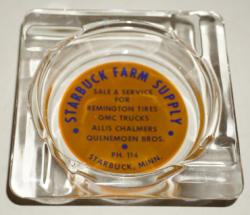 • STARBUCK FARM SUPPLY •
SALE & SERVICE
FOR
REMINGTON TIRES
GMC TRUCKS
ALLIS CHALMERS
QUENEMOEN BROS.
PH. 114
STARBUCK, MINN.